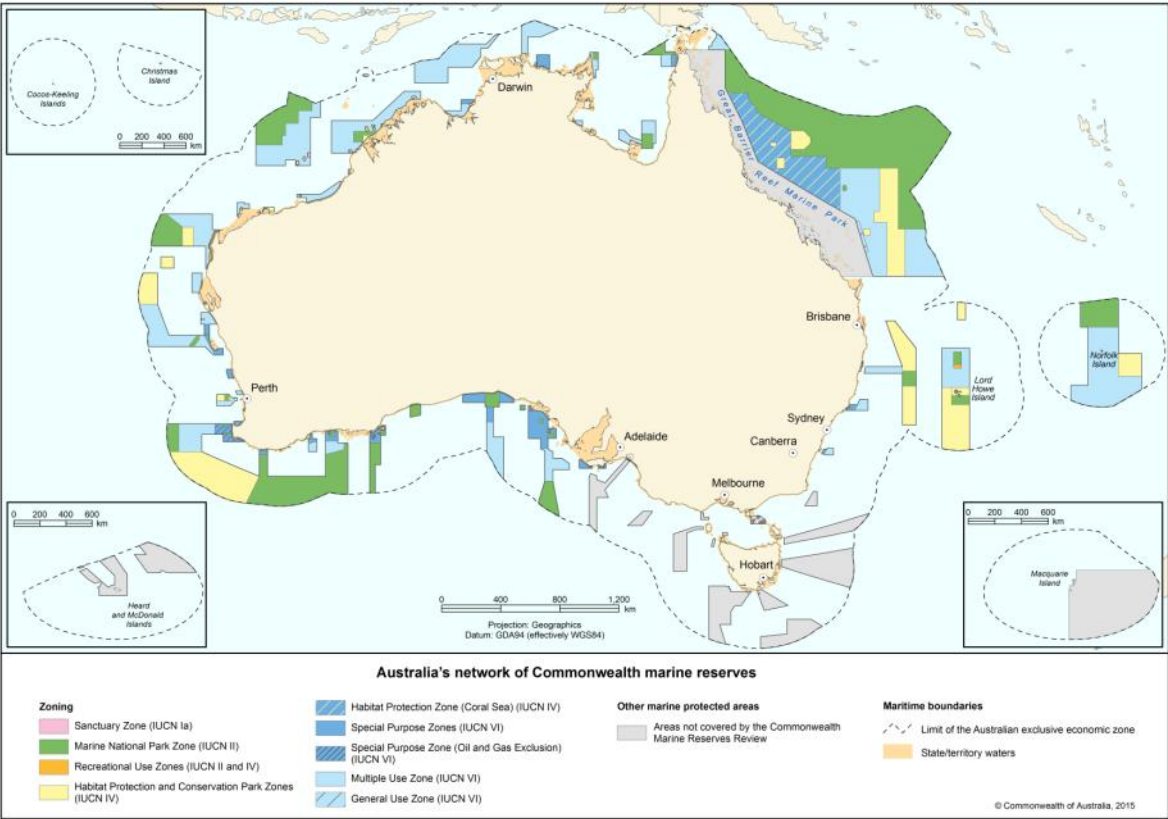 Cocos-Keeling
Islands
Christmas
Island
0 200 400 600
km
Darwin
Great Barrier
Reef Marine Park
Brisbane
Perth
Lord
Howe
Island
Norfolk
Island
Sydney
Canberra
Adelaide
Melbourne
Hobart
0 200 400 600
km
Heard
and McDonald
Islands
0 400 800 1,200
km
Projection: Geographics
Datum: GDA94 (effectively WGS84)
0 200 400 600
km
Macquarie
Island
Australia's network of Commonwealth marine reserves
Zoning
Sanctuary Zone (IUCN Ia)
Marine National Park Zone (IUCN II)
Recreational Use Zones (IUCN II and IV)
Habitat Protection and Conservation Park Zones
(IUCN IV)
Habitat Protection Zone (Coral Sea) (IUCN IV)
Special Purpose Zones (IUCN VI)
Special Purpose Zone (Oil and Gas Exclusion)
(IUCN VI)
Multiple Use Zone (IUCN VI)
General Use Zone (IUCN VI)
Other marine protected areas
Areas not covered by the Commonwealth
Marine Reserves Review
Maritime boundaries
Limit of the Australian exclusive economic zone
State/territory waters
© Commonwealth of Australia, 2015